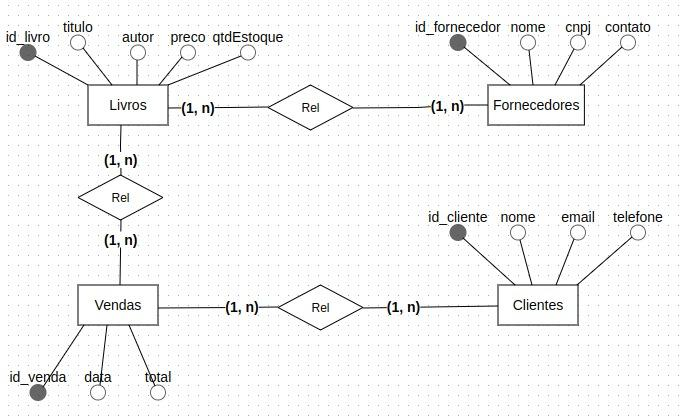 id_livro titulo autor preco qtdEstoque
id_fornecedor nome cnpj contato
Livros (1, n) Rel (1, n) Fornecedores
(1, n)
Rel
(1, n)
id_cliente nome email telefone
Vendas (1, n) Rel (1, n) Clientes
id_venda data total